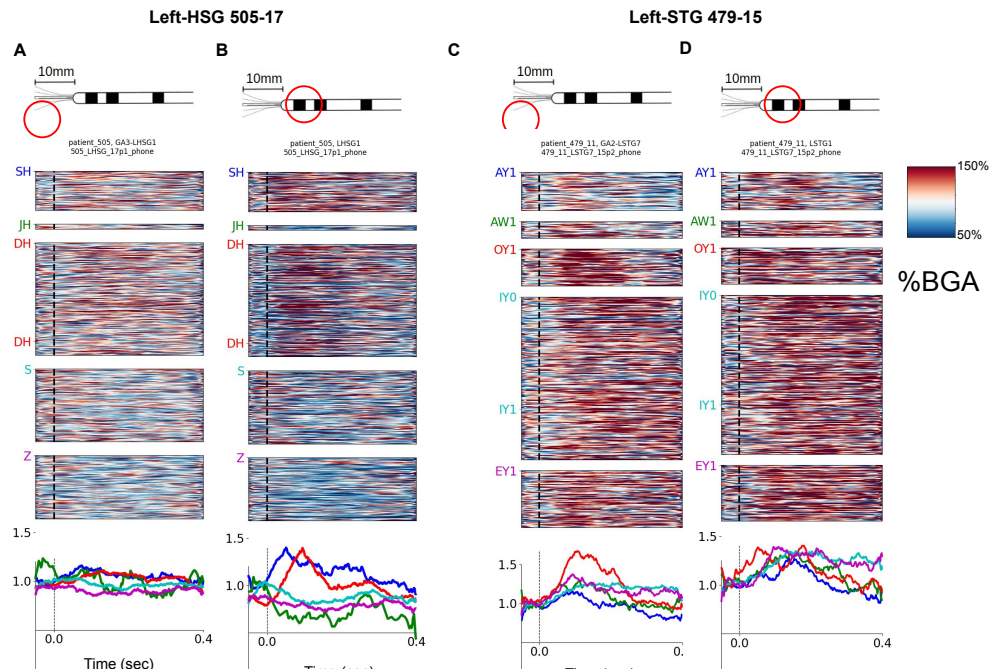 Left-HSG 505-17
Left-STG 479-15
A
B
C
D
10mm
10mm
10mm
10mm
patient_505, GA3-LHSG1
505_LHSG_17p1_phone
patient_505, LHSG1
505_LHSG_17p1_phone
patient_479_11, GA2-LSTG7
479_11_LSTG7_15p2_phone
patient_479_11, LSTG1
479_11_LSTG7_15p2_phone
SH
JH
DH
DH
S
Z
1.5
1.0
0.0
0.4
Time (sec)
SH
JH
DH
DH
S
Z
1.5
1.0
0.0
0.4
AY1
AW1
OY1
IY0
IY1
EY1
1.5
1.0
0.0
AY1
AW1
OY1
IY0
IY1
EY1
1.5
1.0
0.0
0.4
150%
50%
%BGA